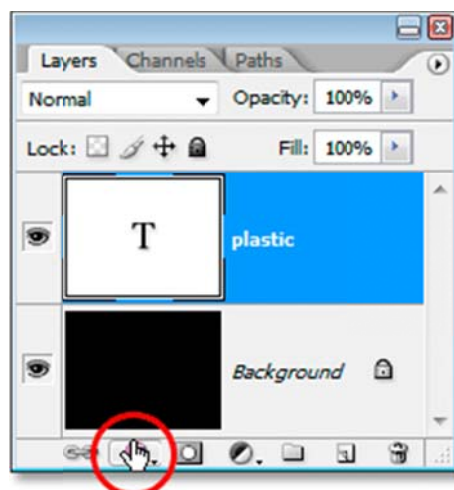 Layers Channels Paths
Normal Opacity: 100%
Lock: Fill: 100%
T plastic
Background